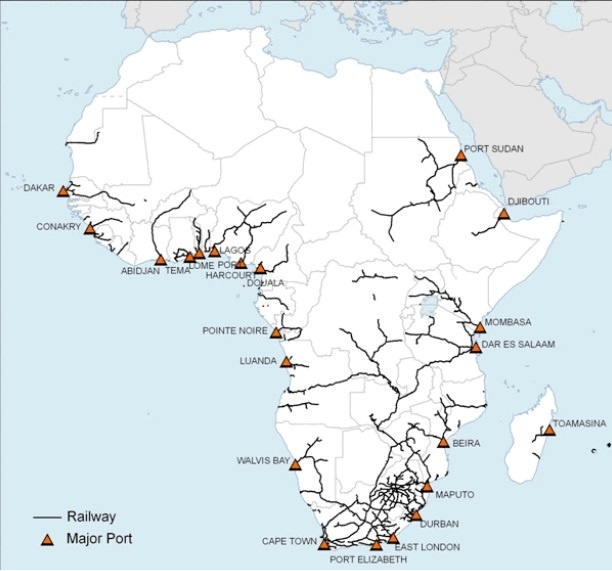 PORT SUDAN
DAKAR
DJIBOUTI
CONAKRY
LAGOS
ABIDJAN
TEMA
LOME
PORT
HARCOURT
DOUALA
POINTE NOIRE
MOMBASA
DAR ES SALAAM
LUANDA
TOAMASINA
BEIRA
WALVIS BAY
MAPUTO
DURBAN
CAPE TOWN
EAST LONDON
PORT ELIZABETH
Railway
Major Port